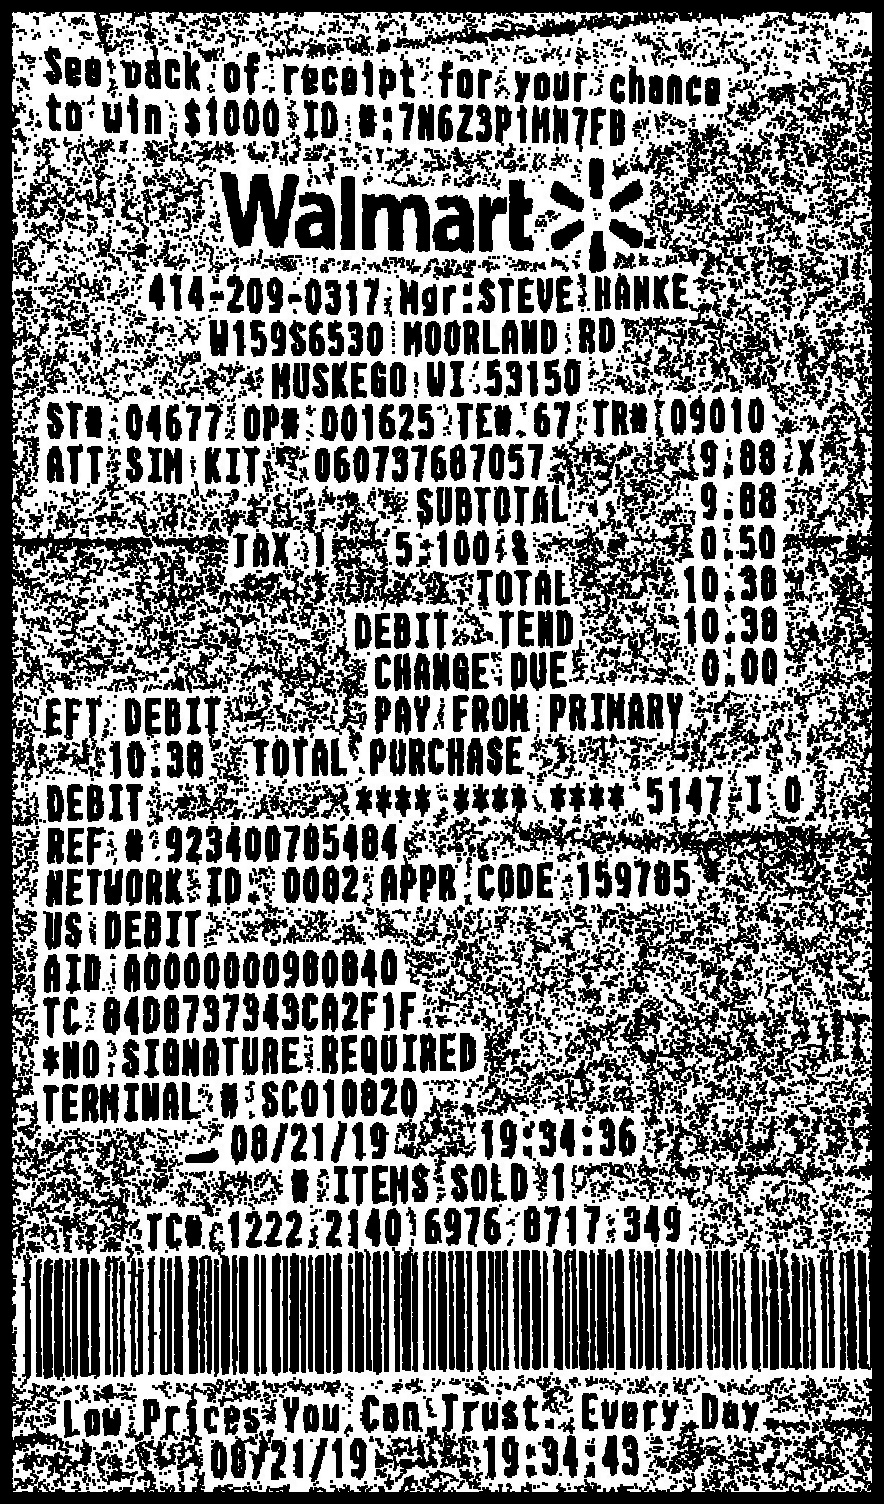 See back of receipt for your chance
to win $1000 ID #:7N6Z3P1MN7FB
Walmart
414-209-0317 Mgr:STEVE HANKE
W159S6530 MOORLAND RD
MUSKEGO WI 53150
ST# 04677 OP# 001625 TE# 67 TR# 09010
ATT SIM KIT 060737687057 9.88 X
SUBTOTAL 9.88
TAX 1 5.100 % 0.50
TOTAL 10.38
DEBIT TEND 10.38
CHANGE DUE 0.00
EFT DEBIT PAY FROM PRIMARY
10.38 TOTAL PURCHASE
DEBIT **** **** **** 5147 I 0
REF # 923400785484
NETWORK ID. 0082 APPR CODE 159785
US DEBIT
AID A0000000980840
TC 84D8737343CA2F1F
*NO SIGNATURE REQUIRED
TERMINAL # SC010820
08/21/19 19:34:36
# ITEMS SOLD 1
TC# 1222 2140 6976 8717 349
Low Prices You Can Trust. Every Day.
08/21/19 19:34:43